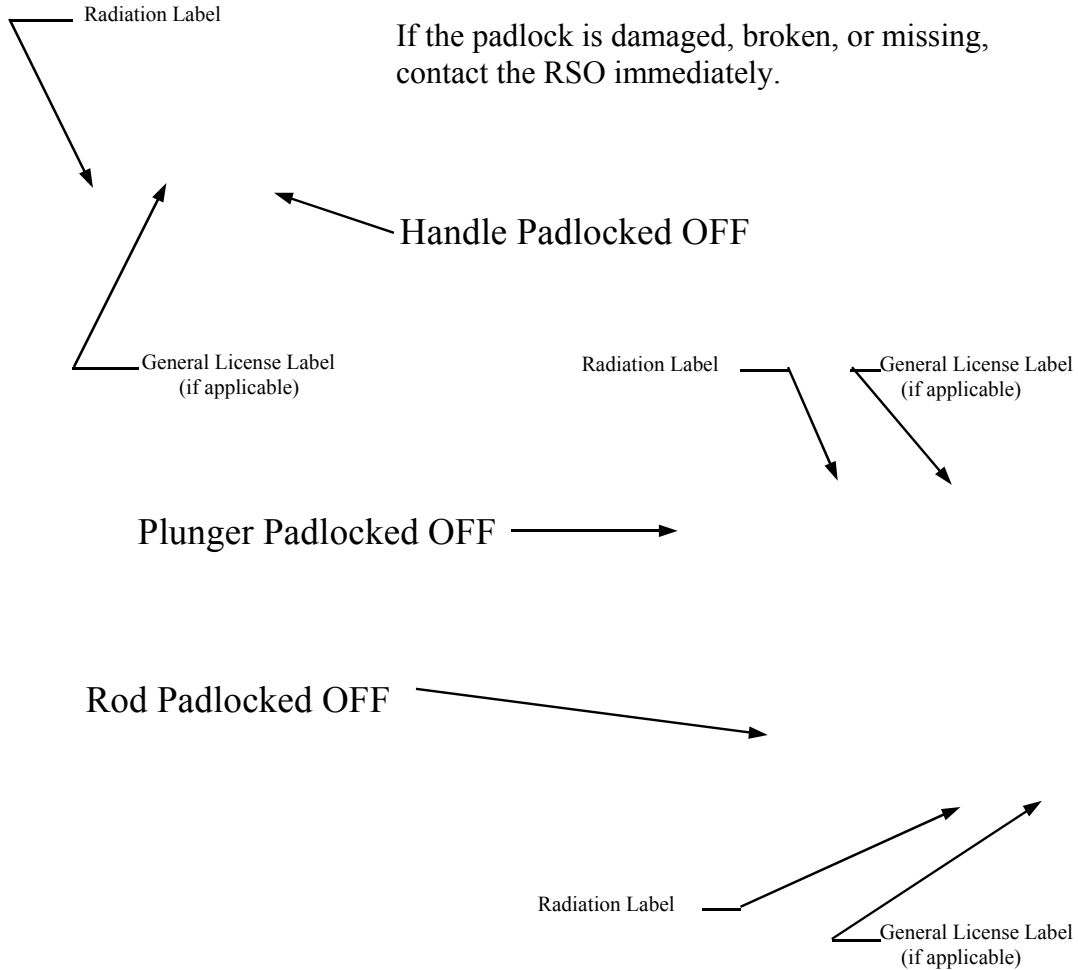 Radiation Label
If the padlock is damaged, broken, or missing,
contact the RSO immediately.
Handle Padlocked OFF
General License Label
(if applicable)
Radiation Label
General License Label
(if applicable)
Plunger Padlocked OFF
Rod Padlocked OFF
Radiation Label
General License Label
(if applicable)